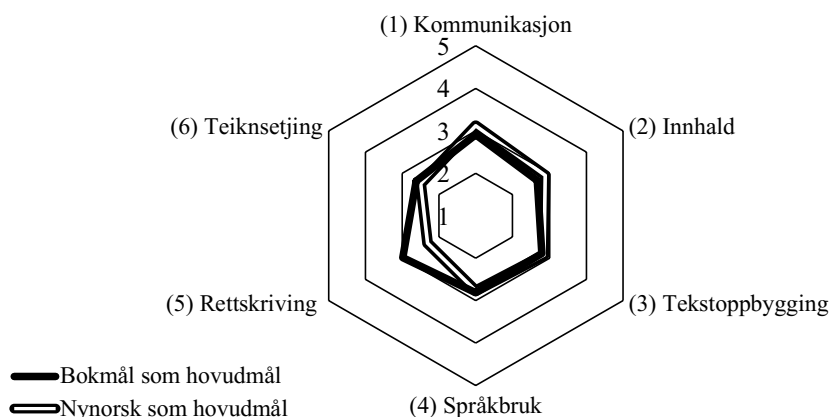 (1) Kommunikasjon
5
4
(6) Teiknsetjing
3
(2) Innhald
2
1
(5) Rettskriving
(3) Tekstoppbygging
Bokmål som hovudmål
Nynorsk som hovudmål
(4) Språkbruk